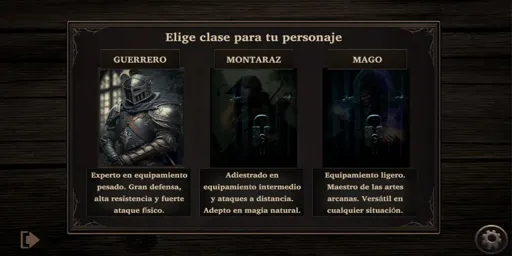 Elige clase para tu personaje
GUERRERO
Experto en equipamiento
pesado. Gran defensa,
alta resistencia y fuerte
ataque físico.
MONTARAZ
Adiestrado en
equipamiento intermedio
y ataques a distancia.
Adepto en magia natural.
MAGO
Equipamiento ligero.
Maestro de las artes
arcanas. Versátil en
cualquier situación.